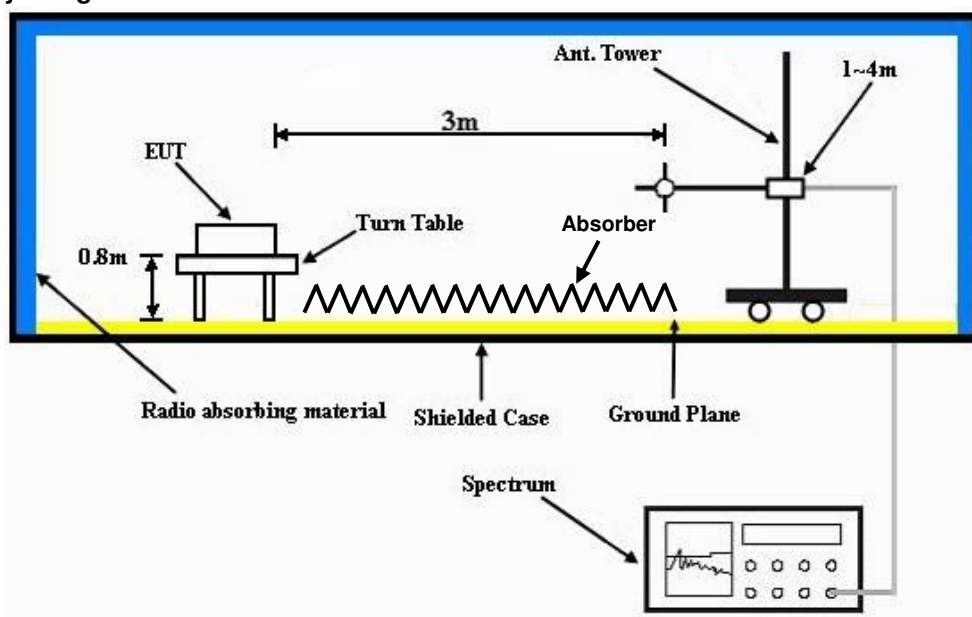 Ant. Tower
1~4m
3m
EUT
Turn Table
Absorber
0.8m
Radio absorbing material
Shielded Case
Ground Plane
Spectrum